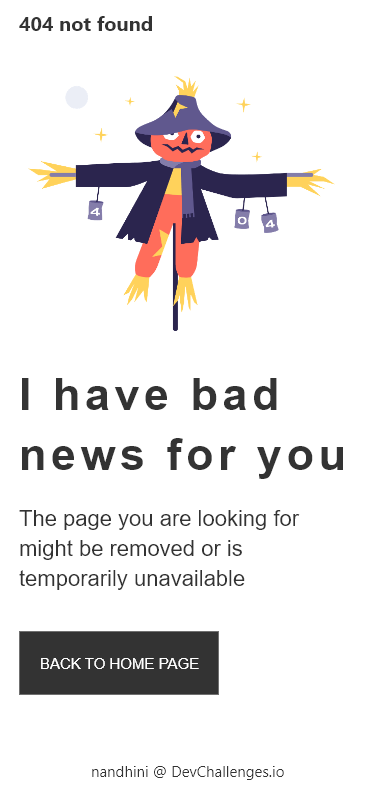 404 not found
4
0
4
I have bad
news for you
The page you are looking for
might be removed or is
temporarily unavailable
BACK TO HOME PAGE
nandhini @ DevChallenges.io